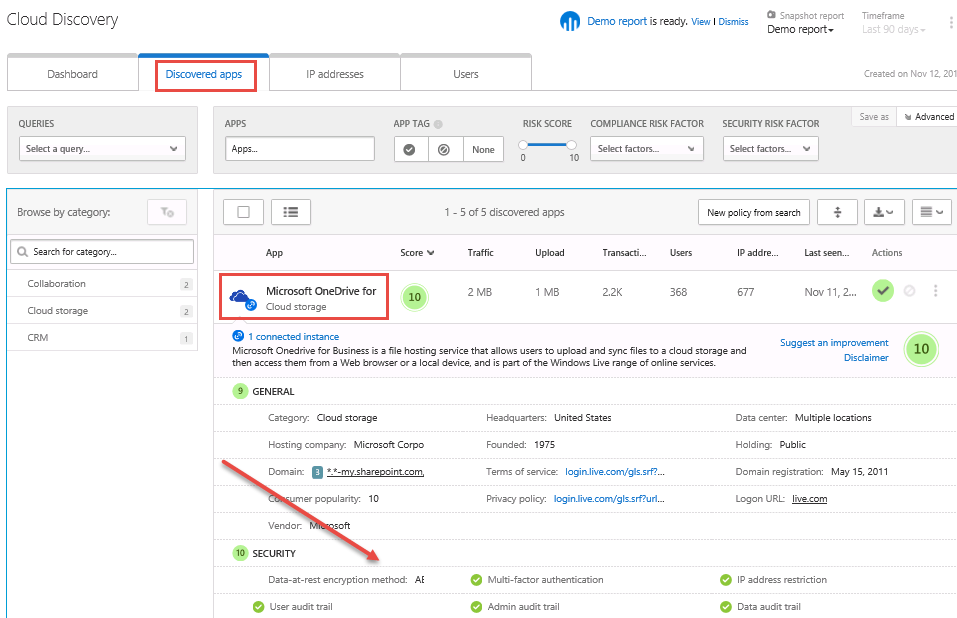 Cloud Discovery
Demo report is ready. View | Dismiss
Snapshot report
Demo report
Timeframe
Last 90 days
Dashboard
Discovered apps
IP addresses
Users
Created on Nov 12, 201
QUERIES
Select a query...
APPS
Apps...
APP TAG
None
RISK SCORE
0 10
COMPLIANCE RISK FACTOR
Select factors...
SECURITY RISK FACTOR
Select factors...
Save as
Advanced
Browse by category:
Search for category...
Collaboration 2
Cloud storage 2
CRM 1
1 - 5 of 5 discovered apps
New policy from search
App Score Traffic Upload Transacti... Users IP addre... Last seen... Actions
Microsoft OneDrive for
Cloud storage
10 2 MB 1 MB 2.2K 368 677 Nov 11, 2...
1 connected instance
Microsoft Onedrive for Business is a file hosting service that allows users to upload and sync files to a cloud storage and
then access them from a Web browser or a local device, and is part of the Windows Live range of online services.
Suggest an improvement
Disclaimer
10
9 GENERAL
Category: Cloud storage Headquarters: United States Data center: Multiple locations
Hosting company: Microsoft Corpo Founded: 1975 Holding: Public
Domain: 3 *.*-my.sharepoint.com, Terms of service: login.live.com/gls.srf?... Domain registration: May 15, 2011
Consumer popularity: 10 Privacy policy: login.live.com/gls.srf?url... Logon URL: live.com
Vendor: Microsoft
10 SECURITY
Data-at-rest encryption method: Multi-factor authentication IP address restriction
User audit trail Admin audit trail Data audit trail